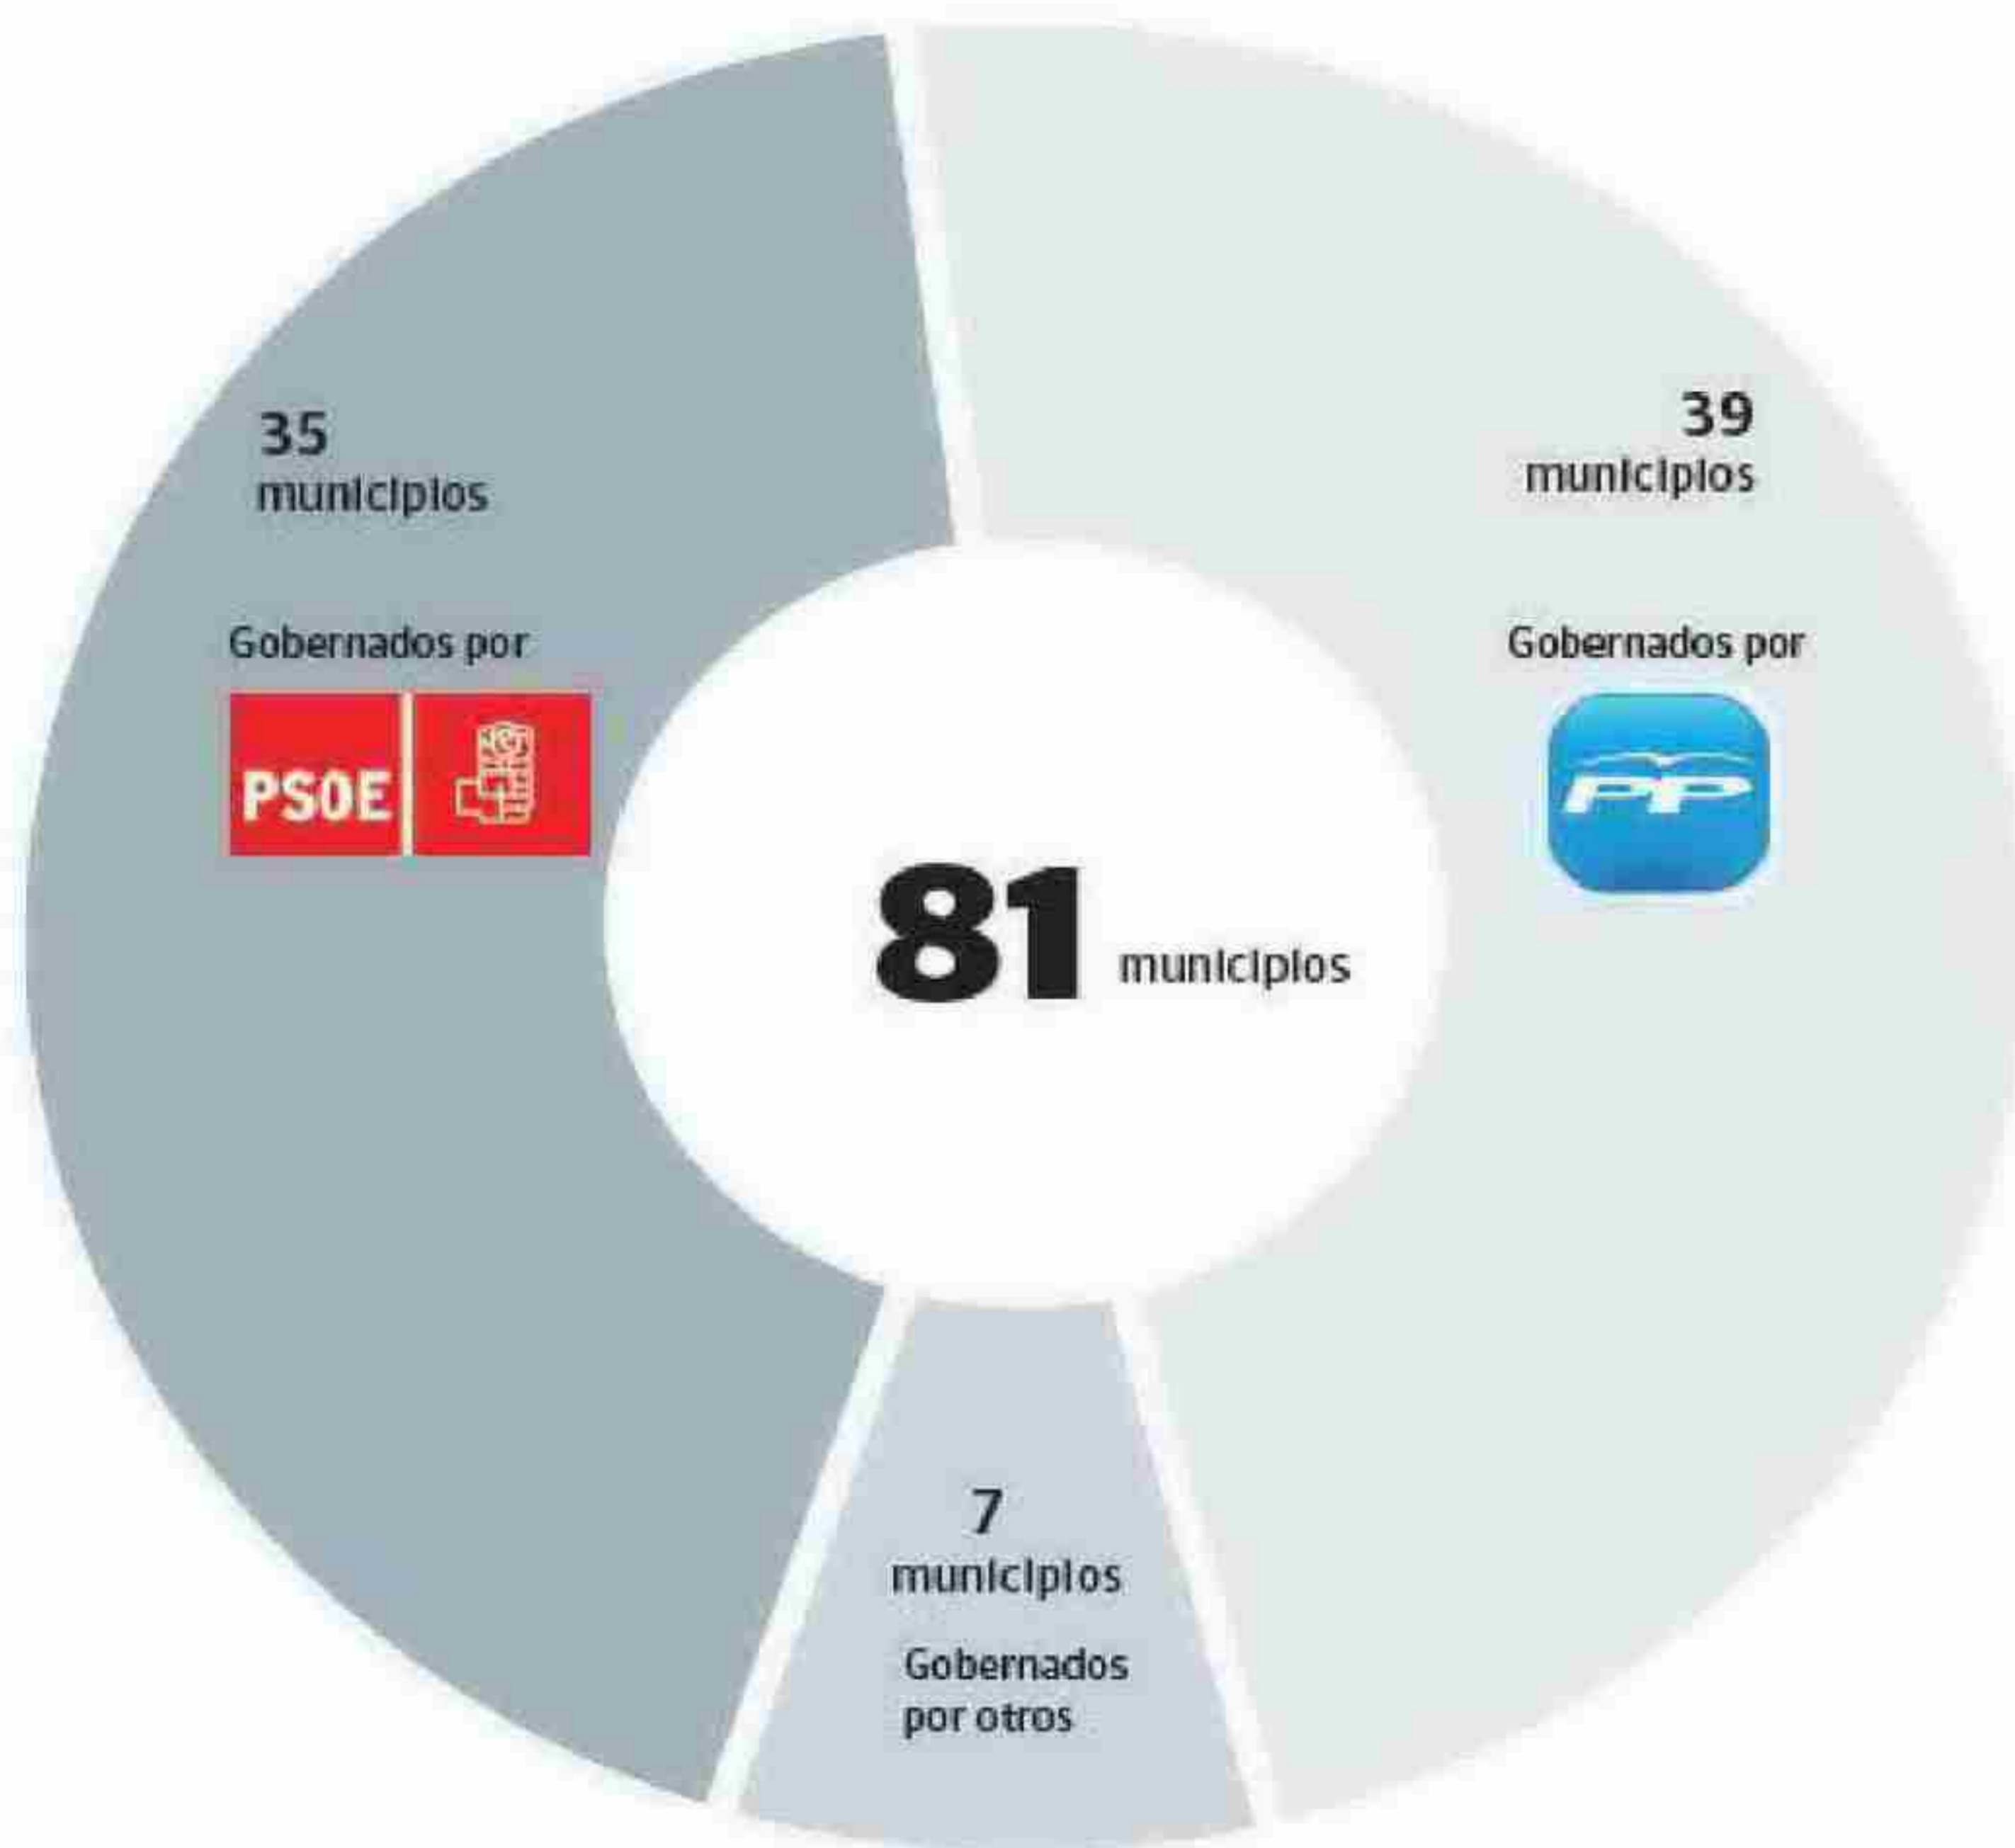 35
municipios
Gobernados por
PSOE
39
municipios
Gobernados por
PP
81 municipios
7
municipios
Gobernados
por otros